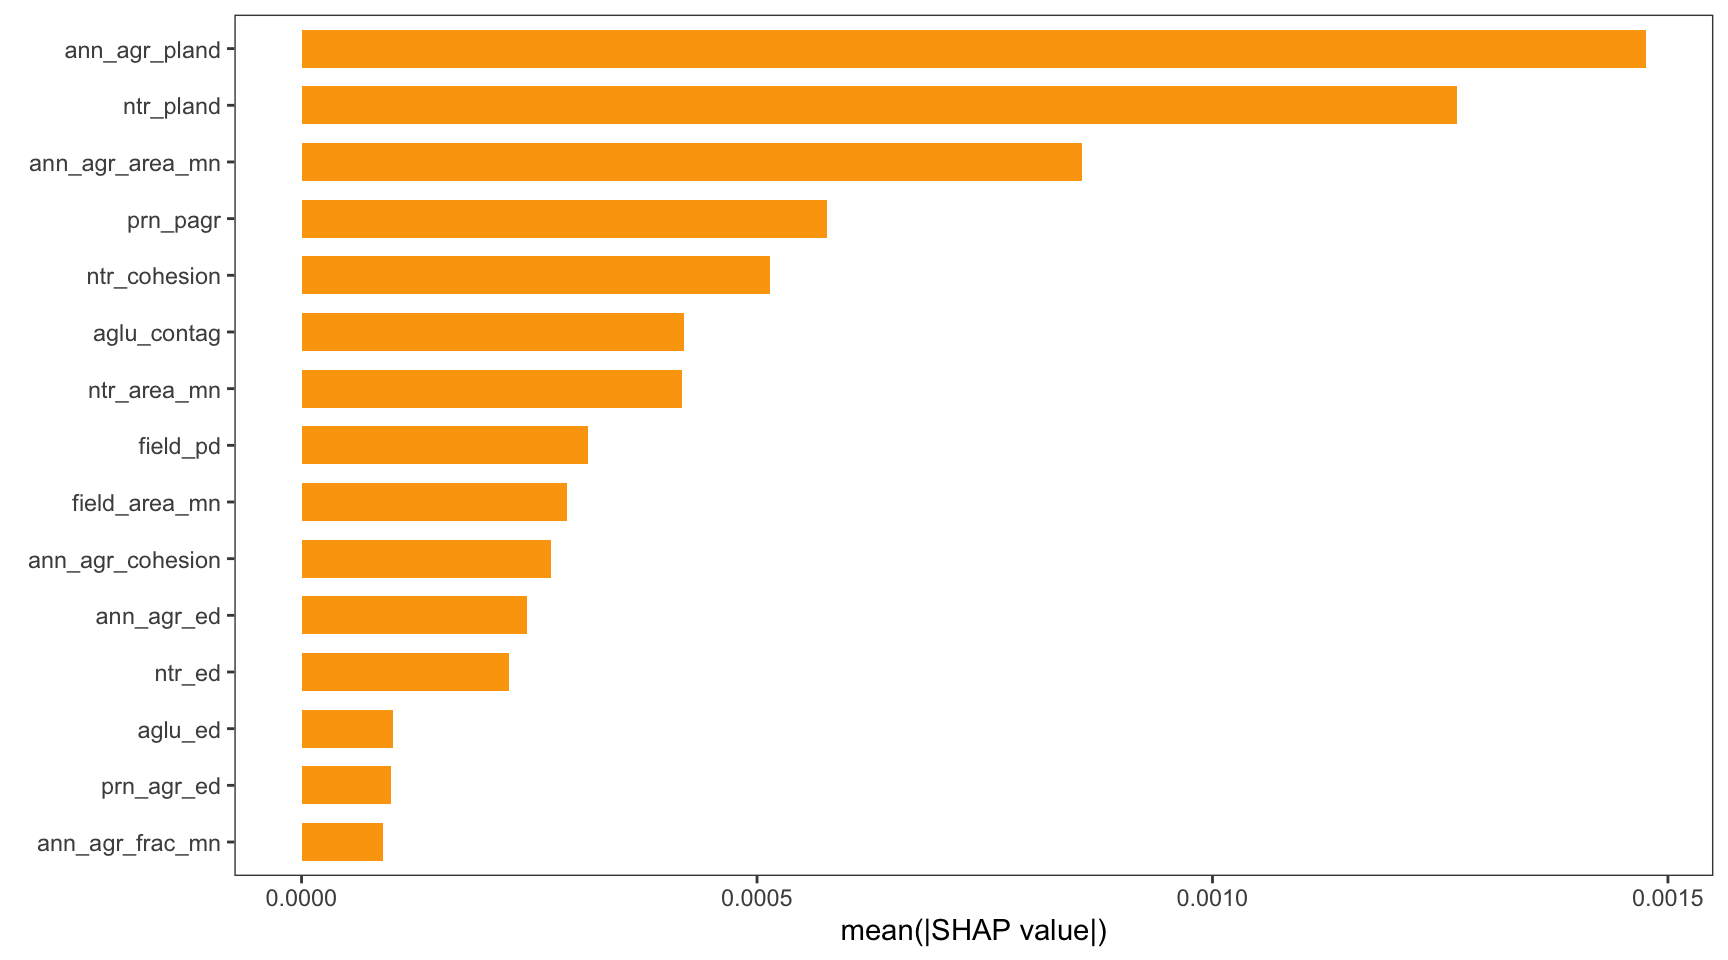 ann_agr_pland
ntr_pland
ann_agr_area_mn
prn_pagr
ntr_cohesion
aglu_contag
ntr_area_mn
field_pd
field_area_mn
ann_agr_cohesion
ann_agr_ed
ntr_ed
aglu_ed
prn_agr_ed
ann_agr_frac_mn
0.0000 0.0005 0.0010 0.0015
mean(|SHAP value|)